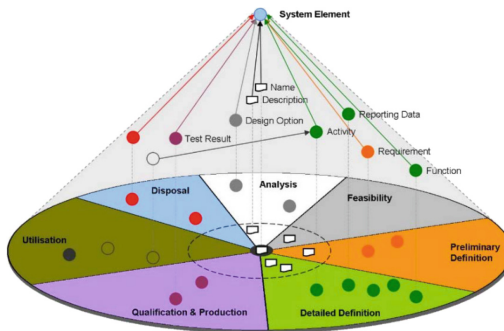 System Element
Name
Description
Design Option
Reporting Data
Test Result
Activity
Requirement
Function
Disposal
Analysis
Feasibility
Utilisation
Preliminary
Definition
Qualification & Production
Detailed Definition